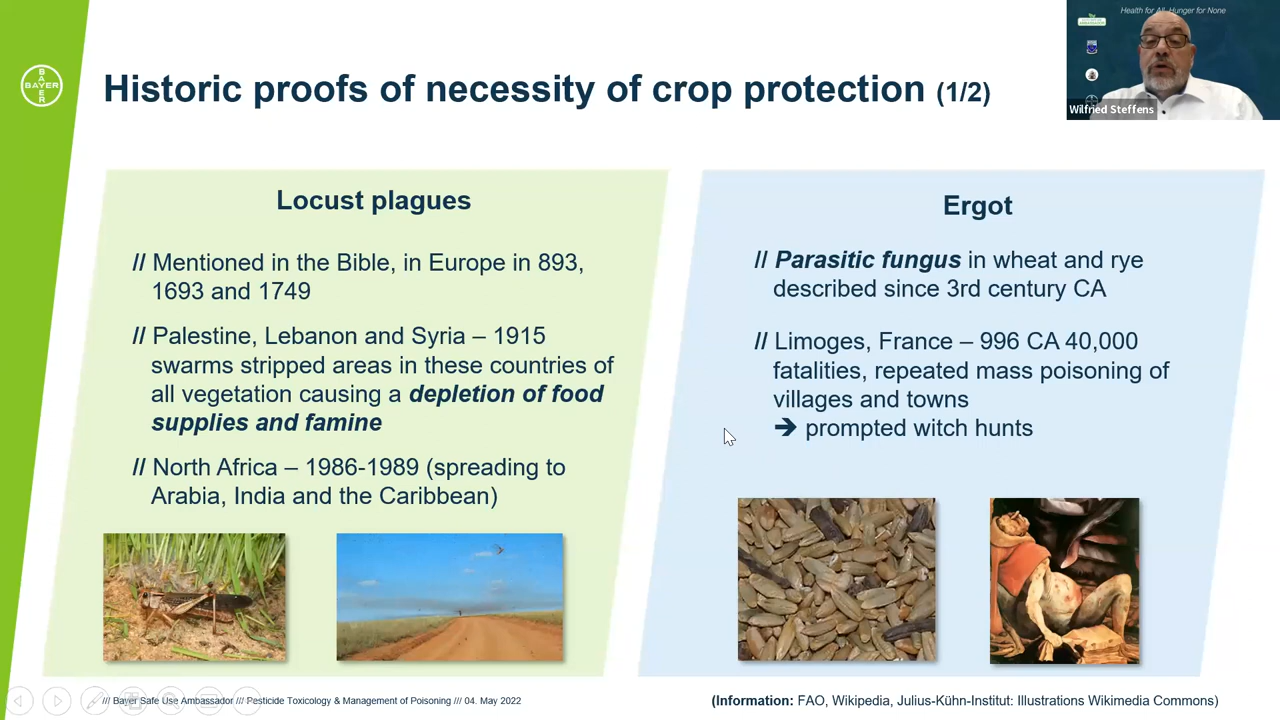 Health for All, Hunger for None
BAYER
BAYER
Historic proofs of necessity of crop protection (1/2)
Wilfried Steffens
Locust plagues
// Mentioned in the Bible, in Europe in 893,
1693 and 1749
// Palestine, Lebanon and Syria – 1915
swarms stripped areas in these countries of
all vegetation causing a depletion of food
supplies and famine
// North Africa – 1986-1989 (spreading to
Arabia, India and the Caribbean)
Ergot
// Parasitic fungus in wheat and rye
described since 3rd century CA
// Limoges, France – 996 CA 40,000
fatalities, repeated mass poisoning of
villages and towns
➔ prompted witch hunts
/// Bayer Safe Use Ambassador /// Pesticide Toxicology & Management of Poisoning /// 04. May 2022
(Information: FAO, Wikipedia, Julius-Kühn-Institut: Illustrations Wikimedia Commons)